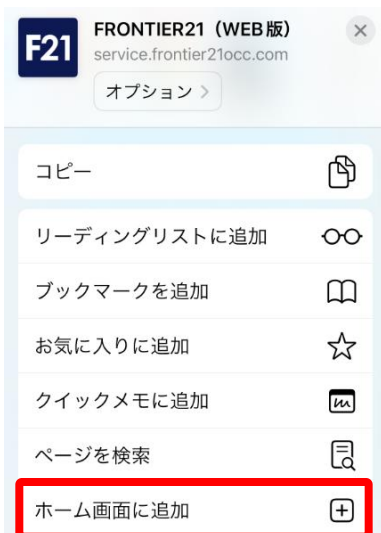 F21
FRONTIER21（WEB版）
service.frontier21occ.com
オプション
コピー
リーディングリストに追加
ブックマークを追加
お気に入りに追加
クイックメモに追加
ページを検索
ホーム画面に追加